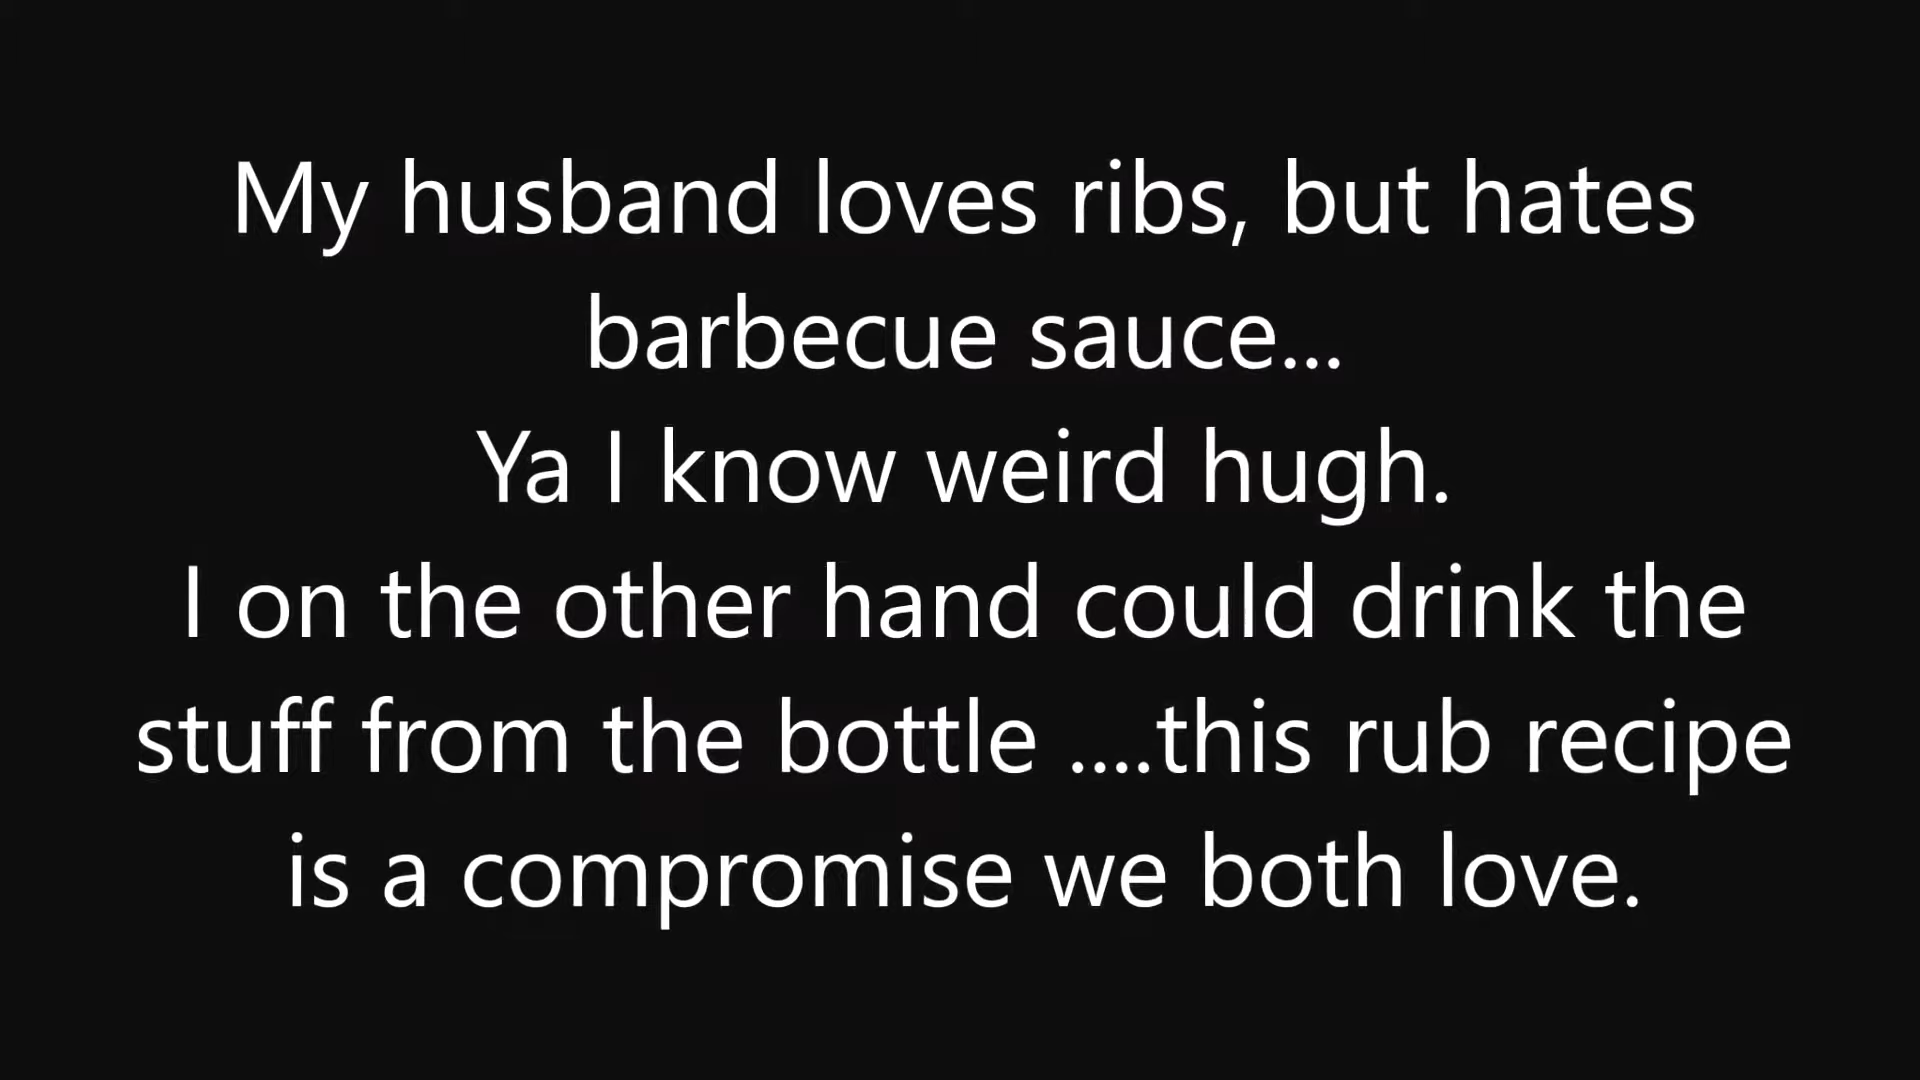 My husband loves ribs, but hates
barbecue sauce...
Ya I know weird hugh.
I on the other hand could drink the
stuff from the bottle ....this rub recipe
is a compromise we both love.